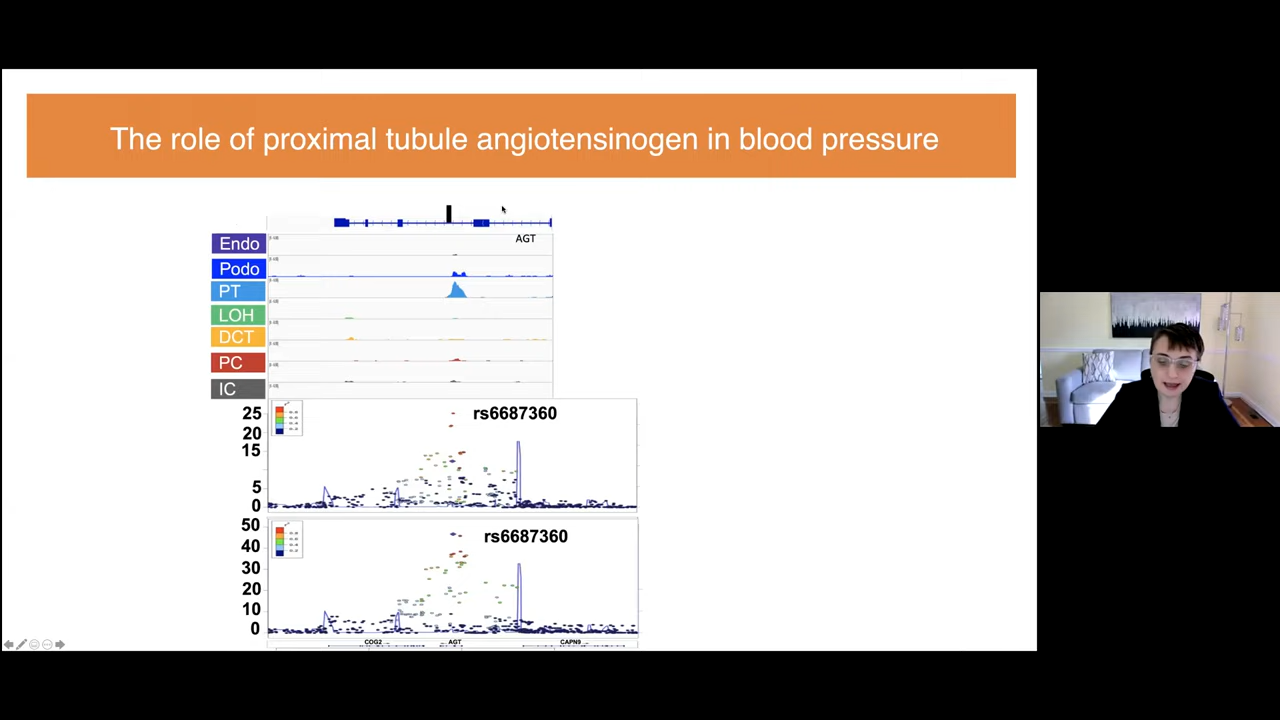 The role of proximal tubule angiotensinogen in blood pressure
AGT
Endo
Podo
PT
LOH
DCT
PC
IC
25
20
15
5
0
rs6687360
50
40
30
20
10
0
rs6687360
COG2 AGT CAPN9